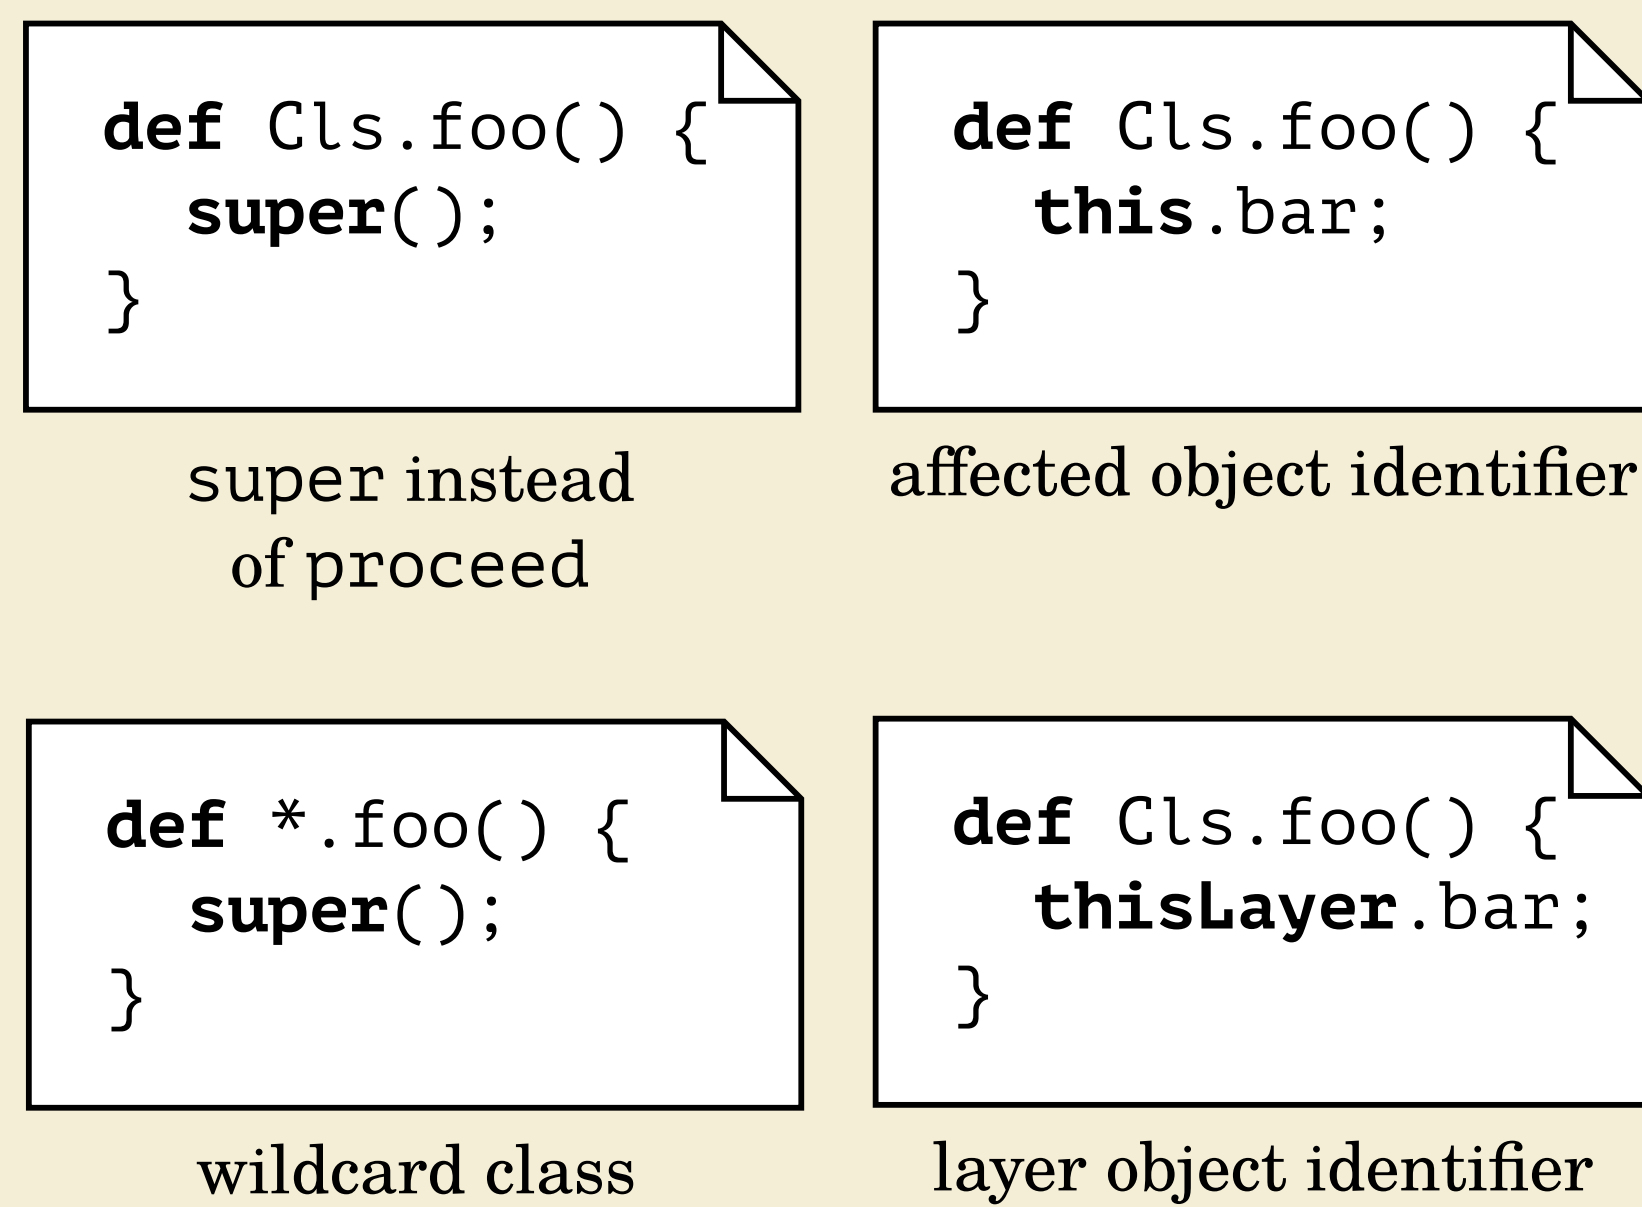 def Cls.foo() {
  super();
}
super instead
of proceed
def Cls.foo() {
  this.bar;
}
affected object identifier
def *.foo() {
  super();
}
wildcard class
def Cls.foo() {
  thisLayer.bar;
}
layer object identifier